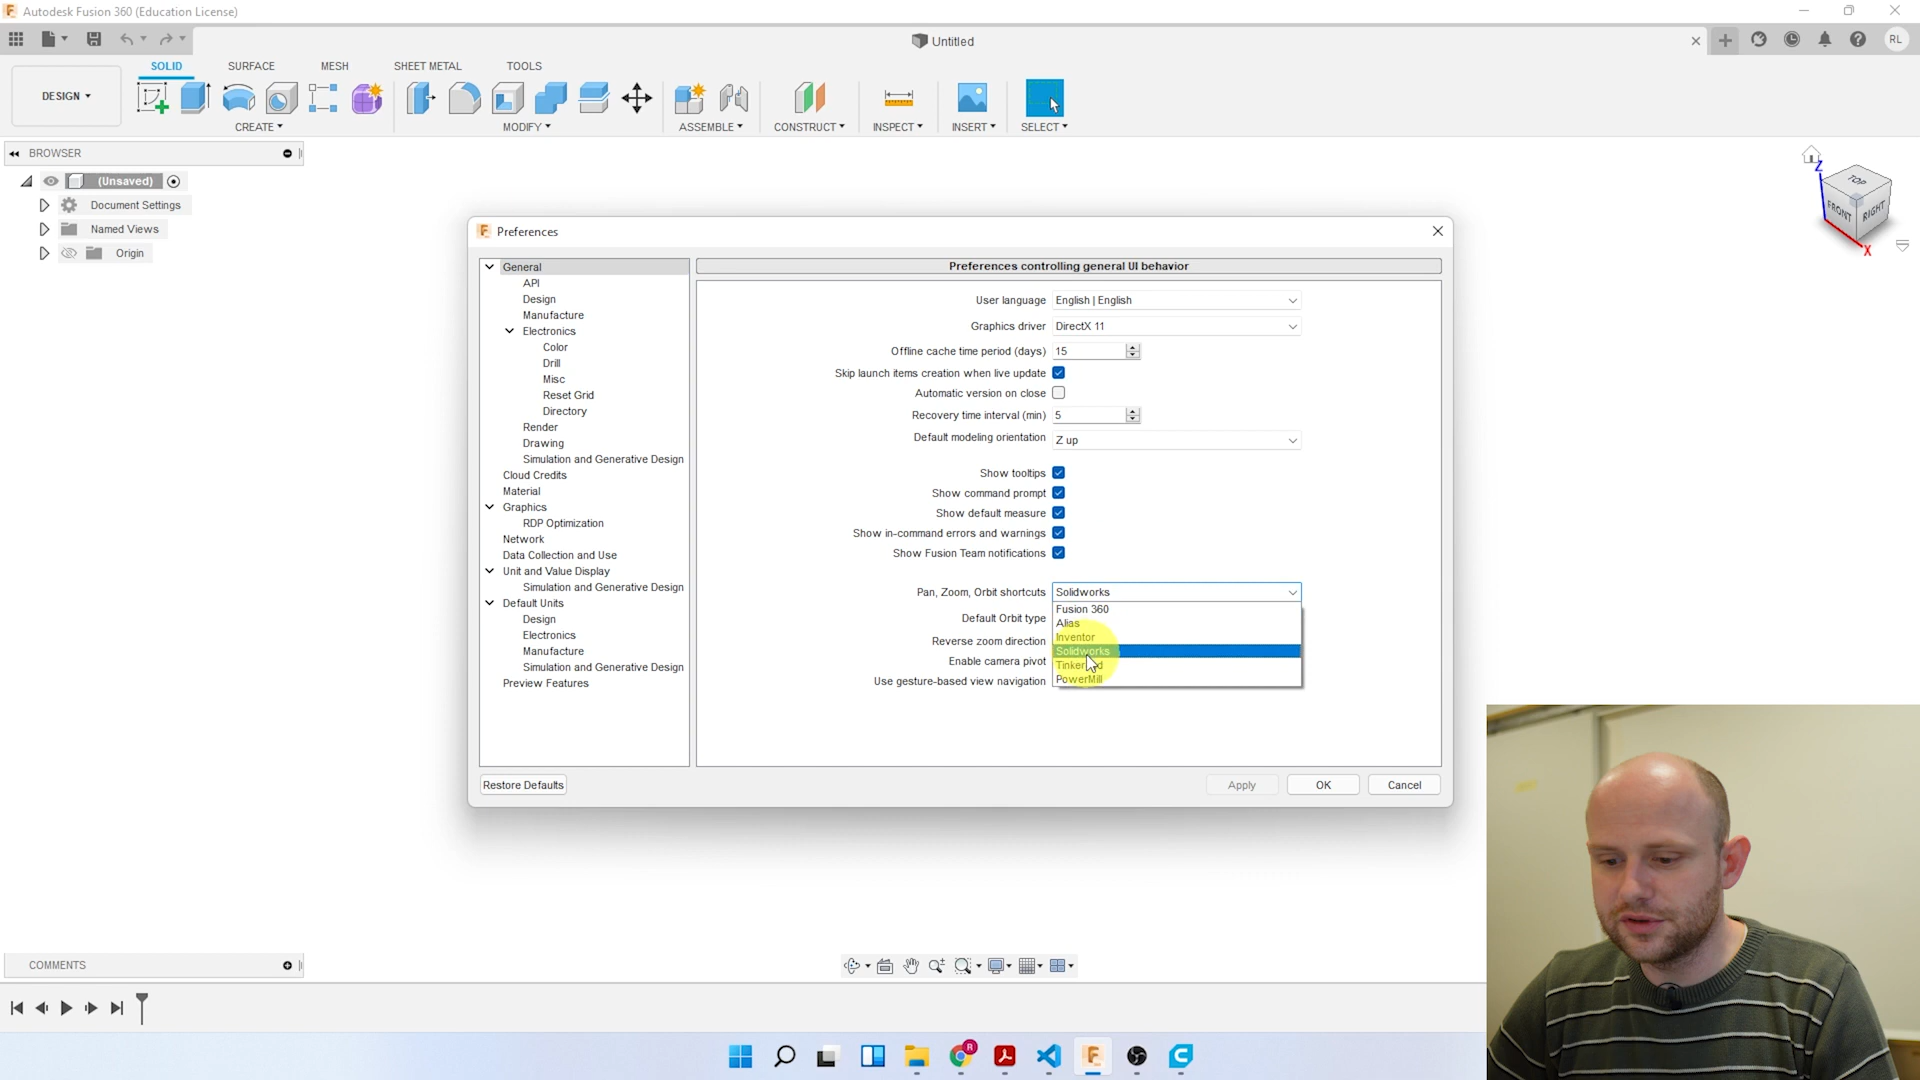 Autodesk Fusion 360 (Education License)
Untitled
RL
SOLID
SURFACE
MESH
SHEET METAL
TOOLS
DESIGN
CREATE
MODIFY
ASSEMBLE
CONSTRUCT
INSPECT
INSERT
SELECT
BROWSER
(Unsaved)
Document Settings
Named Views
Origin
Z
TOP
FRONT
RIGHT
X
Preferences
General
API
Design
Manufacture
Electronics
Color
Drill
Misc
Reset Grid
Directory
Render
Drawing
Simulation and Generative Design
Cloud Credits
Material
Graphics
RDP Optimization
Network
Data Collection and Use
Unit and Value Display
Simulation and Generative Design
Default Units
Design
Electronics
Manufacture
Simulation and Generative Design
Preview Features
Preferences controlling general UI behavior
User language English | English
Graphics driver DirectX 11
Offline cache time period (days) 15
Skip launch items creation when live update
Automatic version on close
Recovery time interval (min) 5
Default modeling orientation Z up
Show tooltips
Show command prompt
Show default measure
Show in-command errors and warnings
Show Fusion Team notifications
Pan, Zoom, Orbit shortcuts Solidworks
Fusion 360
Default Orbit type
Alias
Reverse zoom direction
Inventor
Solidworks
Enable camera pivot
Use gesture-based view navigation
PowerMill
Restore Defaults
Apply
OK
Cancel
COMMENTS
R